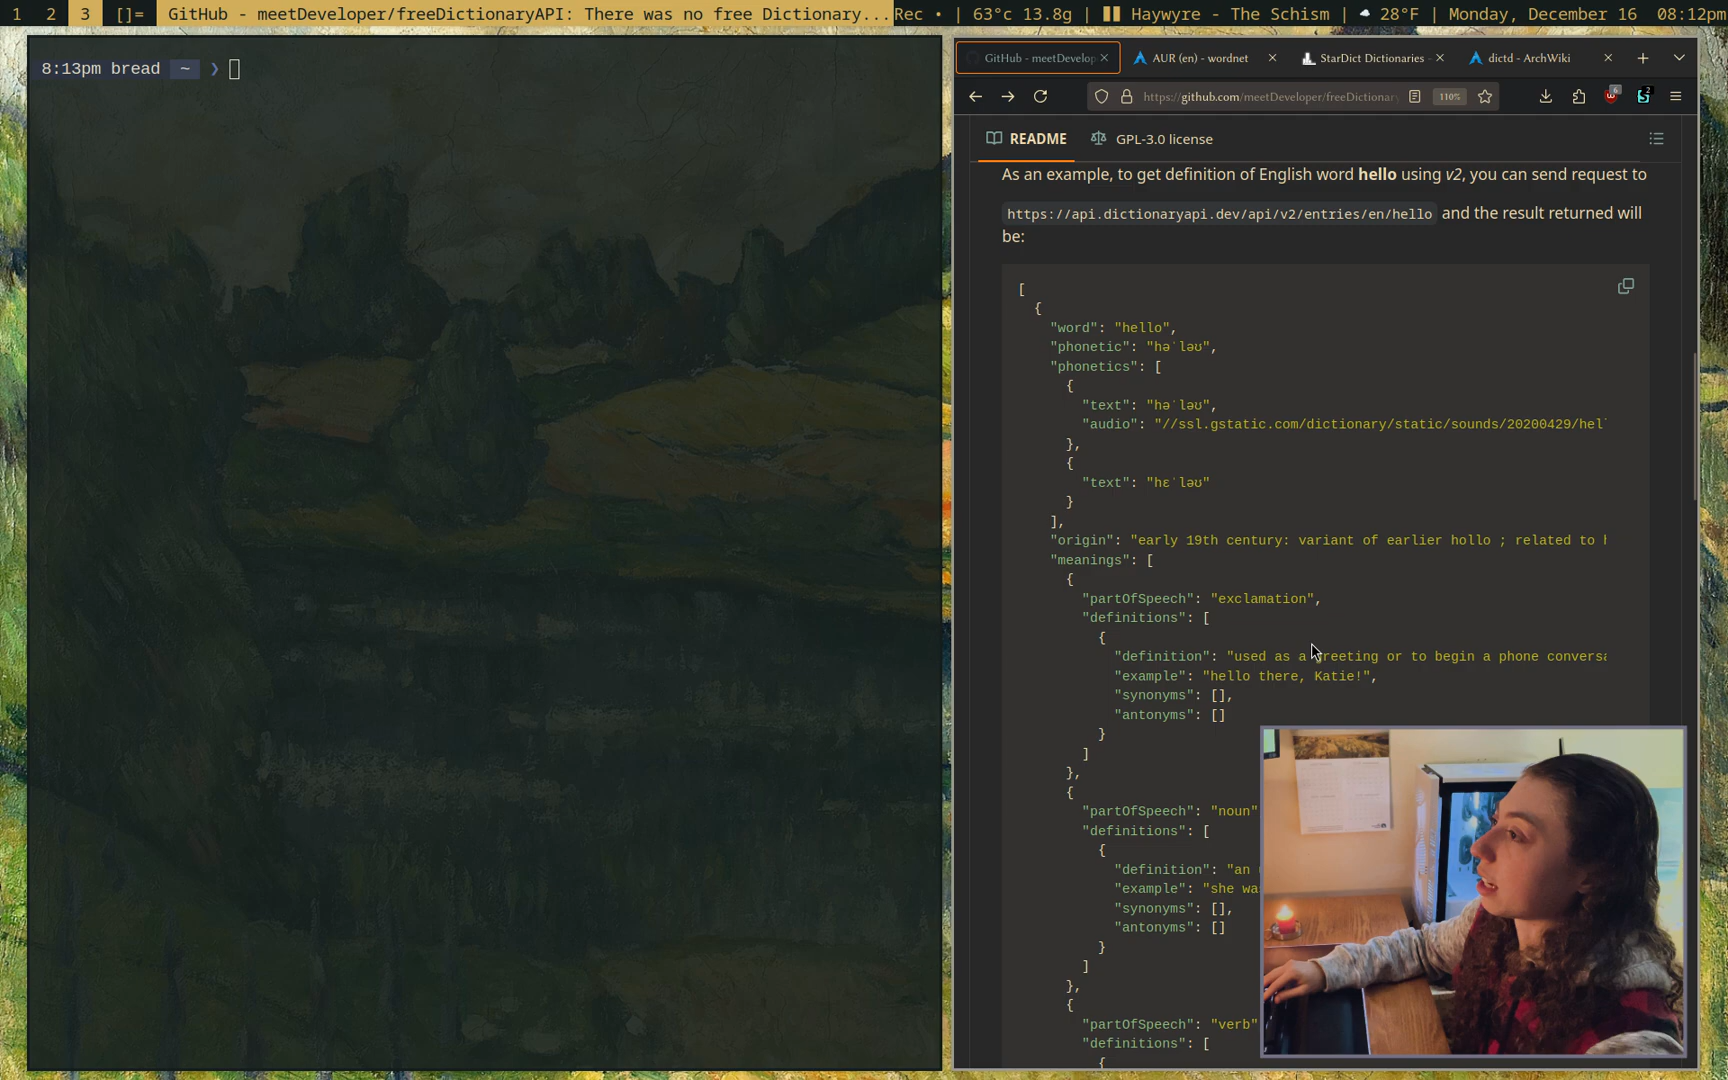 1 2 3 []= GitHub - meetDeveloper/freeDictionaryAPI: There was no free Dictionary... Rec • | 63°c 13.8g | ▮▮ Haywyre - The Schism | 28°F | Monday, December 16 08:12pm
8:13pm bread ~ ❯
GitHub - meetDevelop
AUR (en) - wordnet
StarDict Dictionaries -
dictd - ArchWiki
https://github.com/meetDeveloper/freeDictionary
110%
6
2
README
GPL-3.0 license
As an example, to get definition of English word hello using v2, you can send request to
https://api.dictionaryapi.dev/api/v2/entries/en/hello and the result returned will
be:
[
{
"word": "hello",
"phonetic": "həˈləʊ",
"phonetics": [
{
"text": "həˈləʊ",
"audio": "//ssl.gstatic.com/dictionary/static/sounds/20200429/hel
},
{
"text": "hɛˈləʊ"
}
],
"origin": "early 19th century: variant of earlier hollo ; related to h
"meanings": [
{
"partOfSpeech": "exclamation",
"definitions": [
{
"definition": "used as a greeting or to begin a phone conversa
"example": "hello there, Katie!",
"synonyms": [],
"antonyms": []
}
]
},
{
"partOfSpeech": "noun"
"definitions": [
{
"definition": "an
"example": "she wa
"synonyms": [],
"antonyms": []
}
]
},
{
"partOfSpeech": "verb"
"definitions": [
{